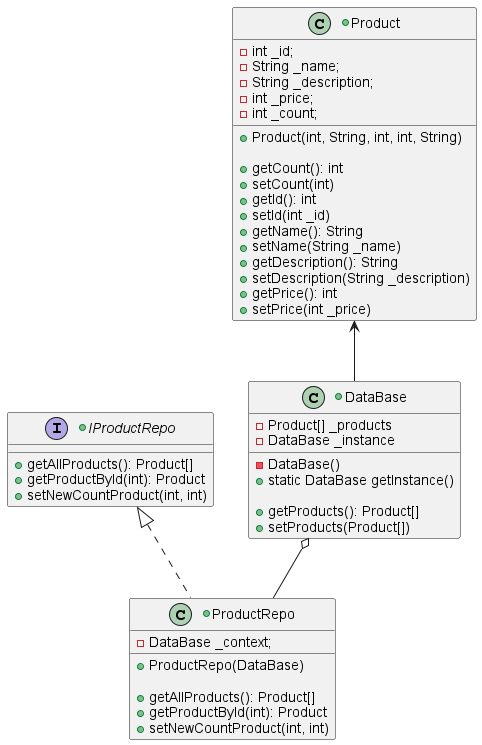 C Product
int _id;
String _name;
String _description;
int _price;
int _count;
Product(int, String, int, int, String)
getCount(): int
setCount(int)
getId(): int
setId(int _id)
getName(): String
setName(String _name)
getDescription(): String
setDescription(String _description)
getPrice(): int
setPrice(int _price)
C DataBase
Product[] _products
DataBase _instance
DataBase()
static DataBase getInstance()
getProducts(): Product[]
setProducts(Product[])
I IProductRepo
getAllProducts(): Product[]
getProductById(int): Product
setNewCountProduct(int, int)
C ProductRepo
DataBase _context;
ProductRepo(DataBase)
getAllProducts(): Product[]
getProductById(int): Product
setNewCountProduct(int, int)